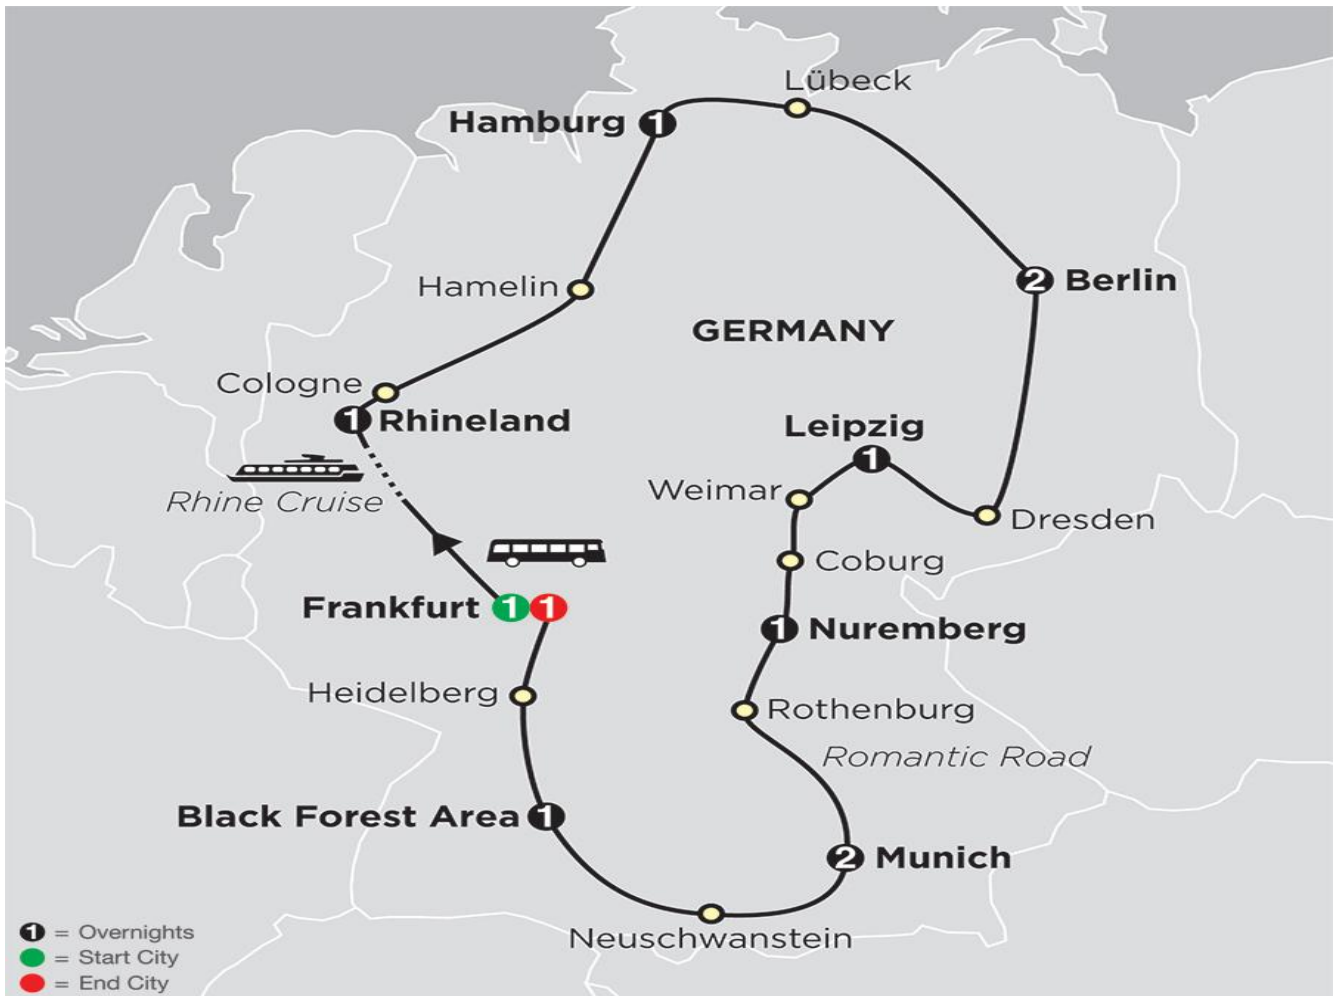 Lübeck
Hamburg 1
2 Berlin
Hamelin
GERMANY
Cologne
1 Rhineland
Leipzig
1
Weimar
Rhine Cruise
Dresden
Coburg
Frankfurt 1 1
1 Nuremberg
Heidelberg
Rothenburg
Romantic Road
Black Forest Area 1
2 Munich
Neuschwanstein
1 = Overnights
= Start City
= End City